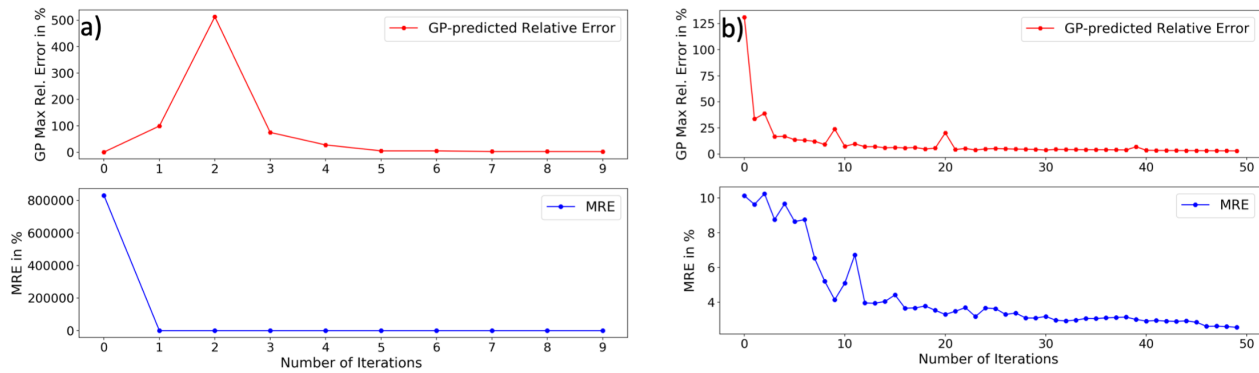 a)
GP Max Rel. Error in %
500
400
300
200
100
0
GP-predicted Relative Error
0 1 2 3 4 5 6 7 8 9
MRE in %
800000
600000
400000
200000
0
MRE
0 1 2 3 4 5 6 7 8 9
Number of Iterations
b)
GP Max Rel. Error in %
125
100
75
50
25
0
GP-predicted Relative Error
0 10 20 30 40 50
MRE in %
10
8
6
4
MRE
0 10 20 30 40 50
Number of Iterations